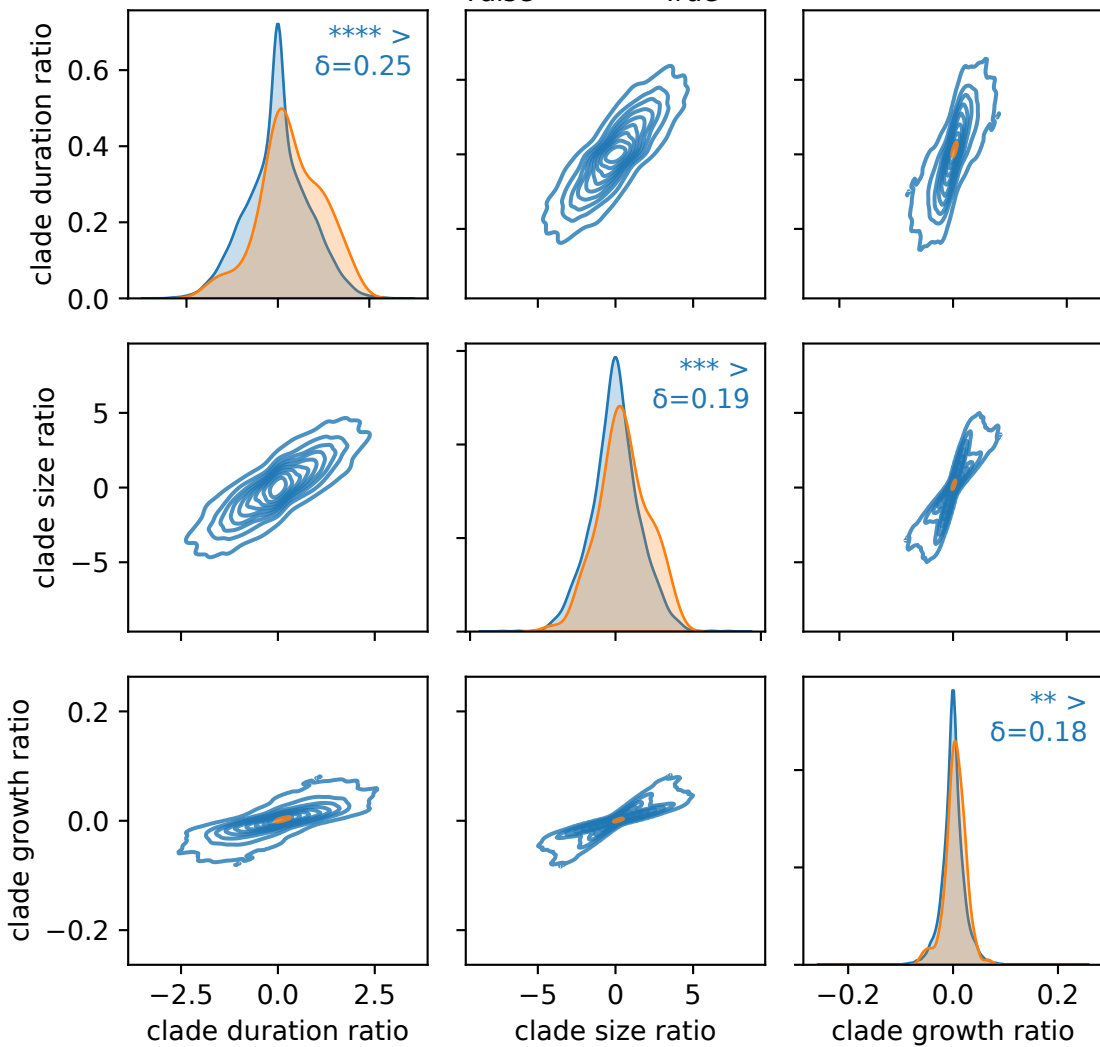 **** >
δ=0.25
clade duration ratio
0.6
0.4
0.2
0.0
*** >
δ=0.19
clade size ratio
5
0
−5
** >
δ=0.18
clade growth ratio
0.2
0.0
−0.2
−2.5 0.0 2.5
−5 0 5
−0.2 0.0 0.2
clade duration ratio
clade size ratio
clade growth ratio